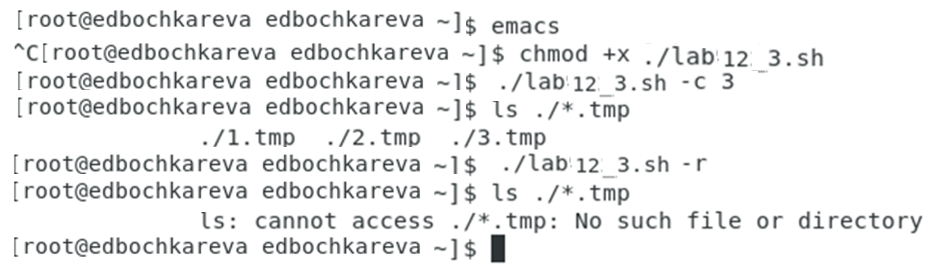 [root@edbochkareva edbochkareva ~]$ emacs
^C[root@edbochkareva edbochkareva ~]$ chmod +x ./lab12_3.sh
[root@edbochkareva edbochkareva ~]$ ./lab12_3.sh -c 3
[root@edbochkareva edbochkareva ~]$ ls ./*.tmp
./1.tmp ./2.tmp ./3.tmp
[root@edbochkareva edbochkareva ~]$ ./lab12_3.sh -r
[root@edbochkareva edbochkareva ~]$ ls ./*.tmp
ls: cannot access ./*.tmp: No such file or directory
[root@edbochkareva edbochkareva ~]$